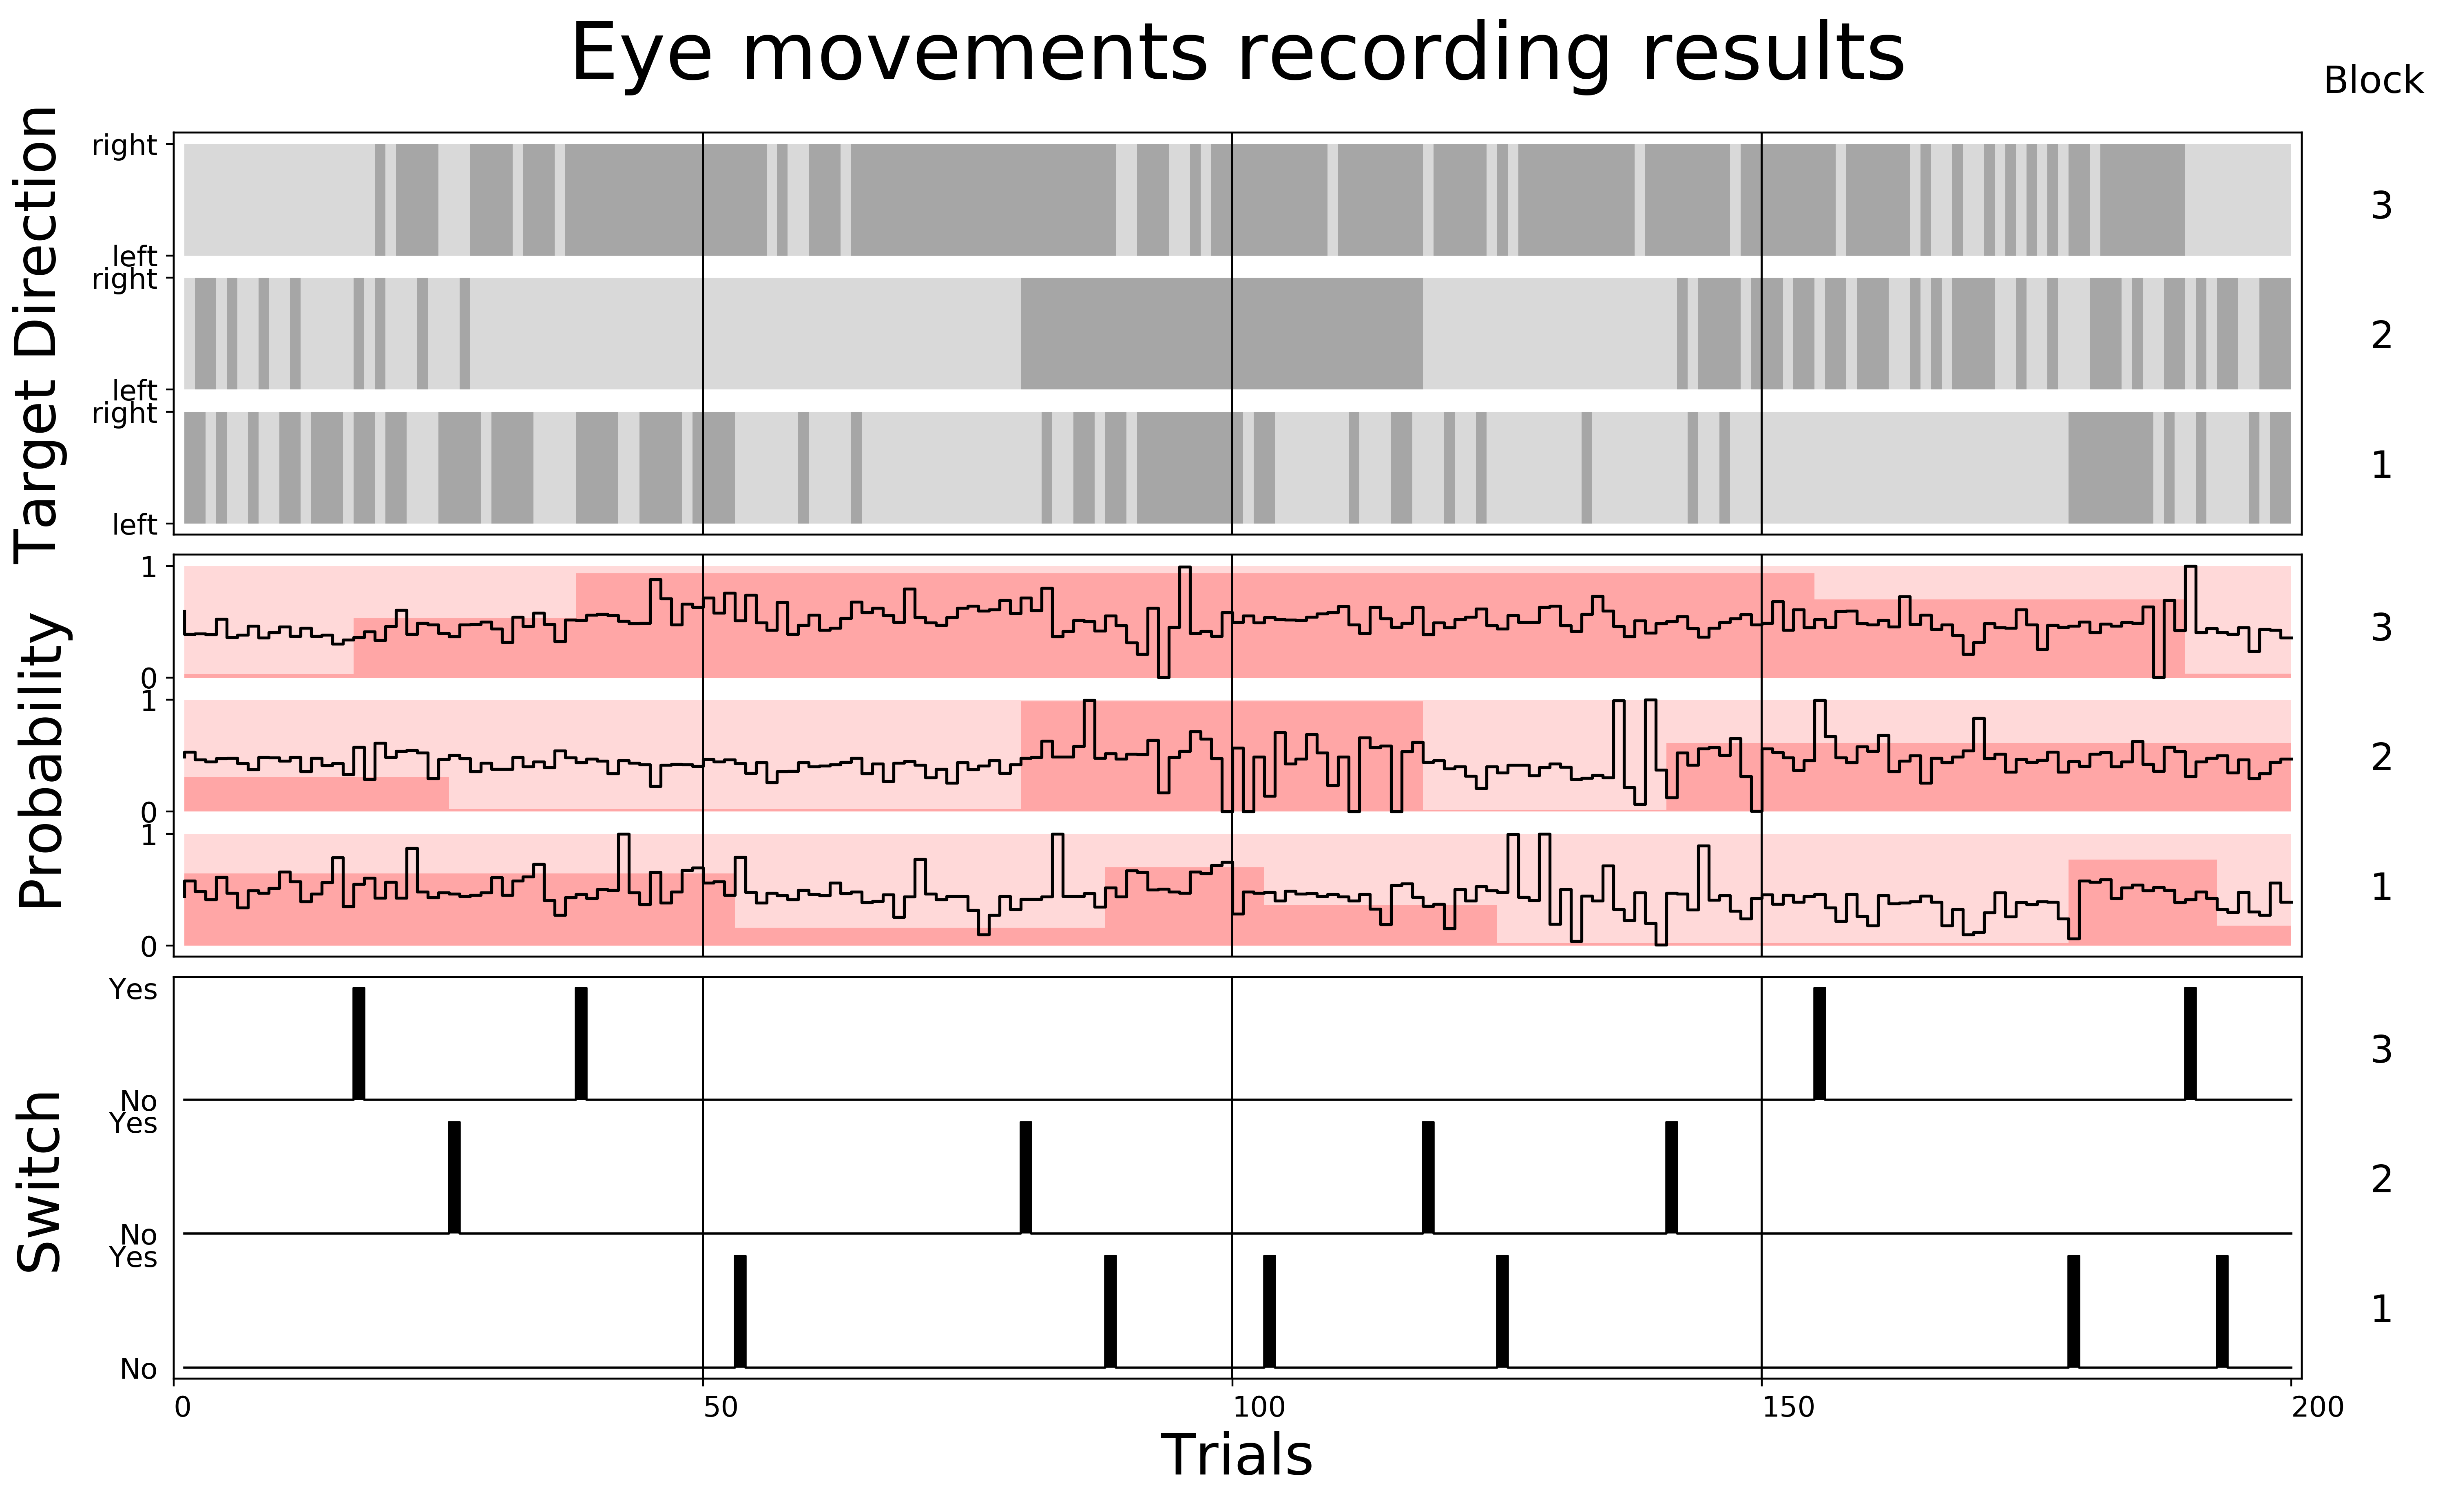 Eye movements recording results
Block
Target Direction
right
left
3
right
left
2
right
left
1
Probability
1
0
3
1
0
2
1
0
1
Switch
Yes
No
3
Yes
No
2
Yes
No
1
0 50 100 150 200
Trials